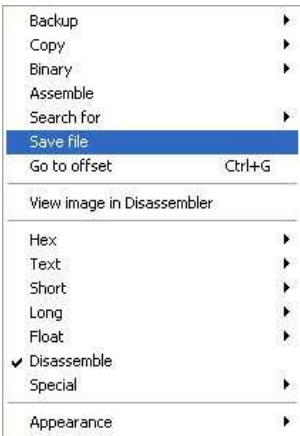 Backup
Copy
Binary
Assemble
Search for
Save file
Go to offset Ctrl+G
View image in Disassembler
Hex
Text
Short
Long
Float
Disassemble
Special
Appearance